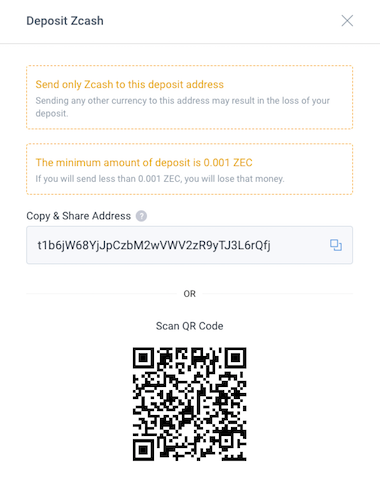 Deposit Zcash
Send only Zcash to this deposit address
Sending any other currency to this address may result in the loss of your
deposit.
The minimum amount of deposit is 0.001 ZEC
If you will send less than 0.001 ZEC, you will lose that money.
Copy & Share Address ?
t1b6jW68YjJpCzbM2wVWV2zR9yTJ3L6rQfj
OR
Scan QR Code